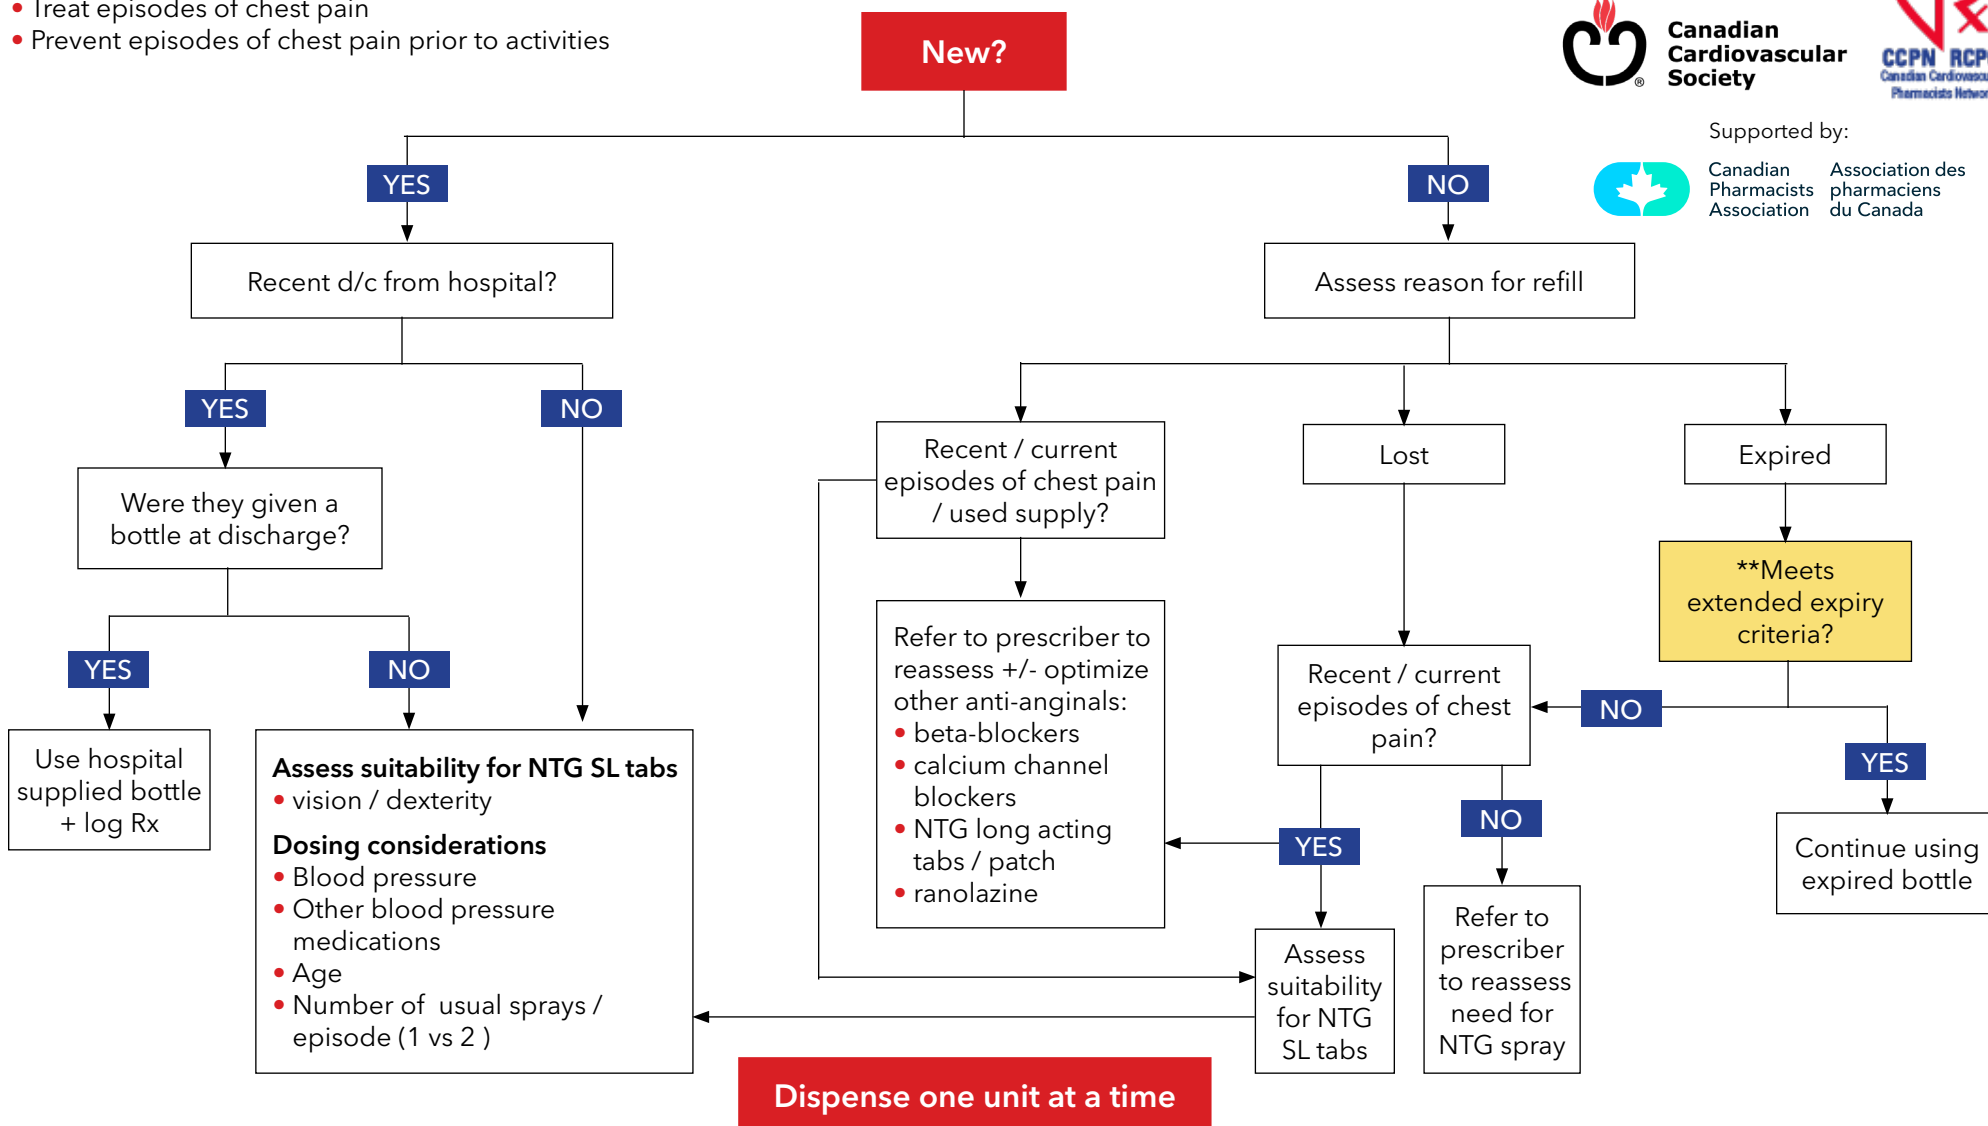 • Treat episodes of chest pain
• Prevent episodes of chest pain prior to activities
New?
Canadian
Cardiovascular
Society
®
CCPN
Pharmacists
Supported by:
Canadian
Pharmacists
Association
Association des
pharmaciens
du Canada
YES
NO
Recent d/c from hospital?
Assess reason for refill
YES
NO
Recent / current
episodes of chest pain
/ used supply?
Lost
Expired
Were they given a
bottle at discharge?
**Meets
extended expiry
criteria?
YES
NO
Refer to prescriber to
reassess +/- optimize
other anti-anginals:
• beta-blockers
• calcium channel
blockers
• NTG long acting
tabs / patch
• ranolazine
Recent / current
episodes of chest
pain?
NO
YES
Use hospital
supplied bottle
+ log Rx
Assess suitability for NTG SL tabs
• vision / dexterity
Dosing considerations
• Blood pressure
• Other blood pressure
medications
• Age
• Number of usual sprays /
episode (1 vs 2 )
YES
NO
Continue using
expired bottle
Assess
suitability
for NTG
SL tabs
Refer to
prescriber
to reassess
need for
NTG spray
Dispense one unit at a time